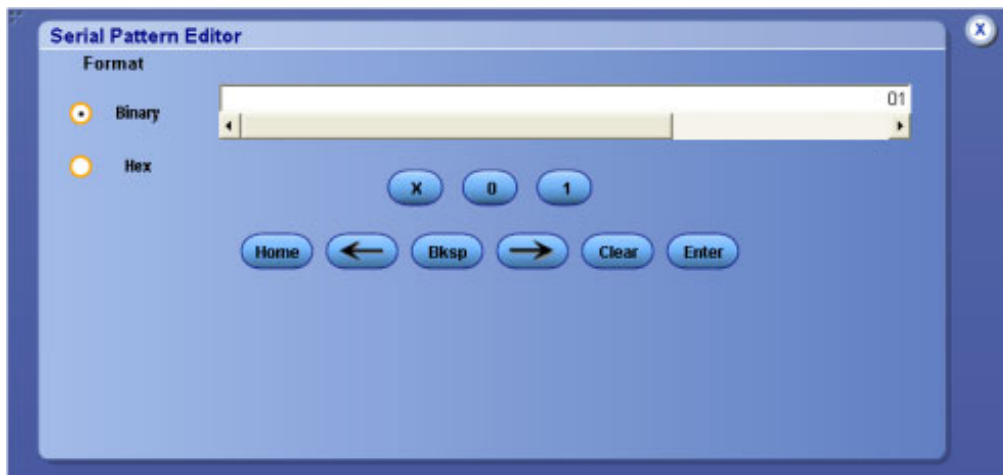 Serial Pattern Editor
X
Format
Binary
01
Hex
X 0 1
Home ← Bksp → Clear Enter